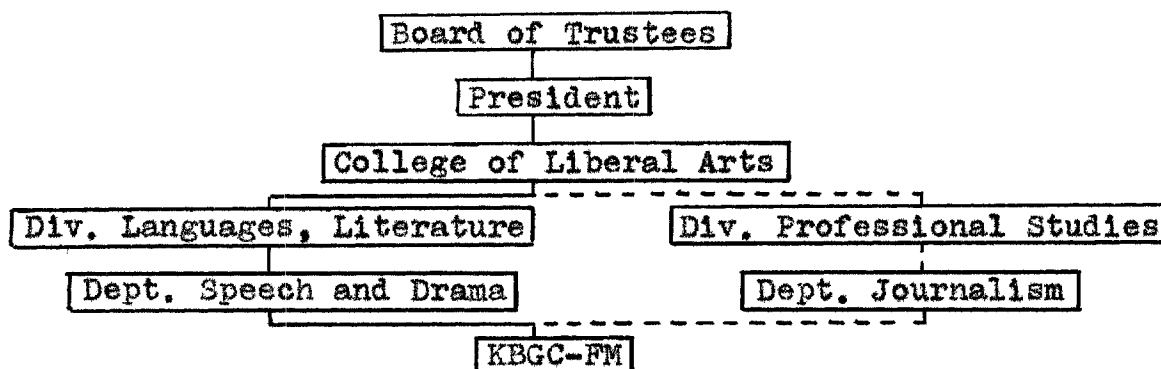 Board of Trustees
President
College of Liberal Arts
Div. Languages, Literature
Div. Professional Studies
Dept. Speech and Drama
Dept. Journalism
KBGC-FM